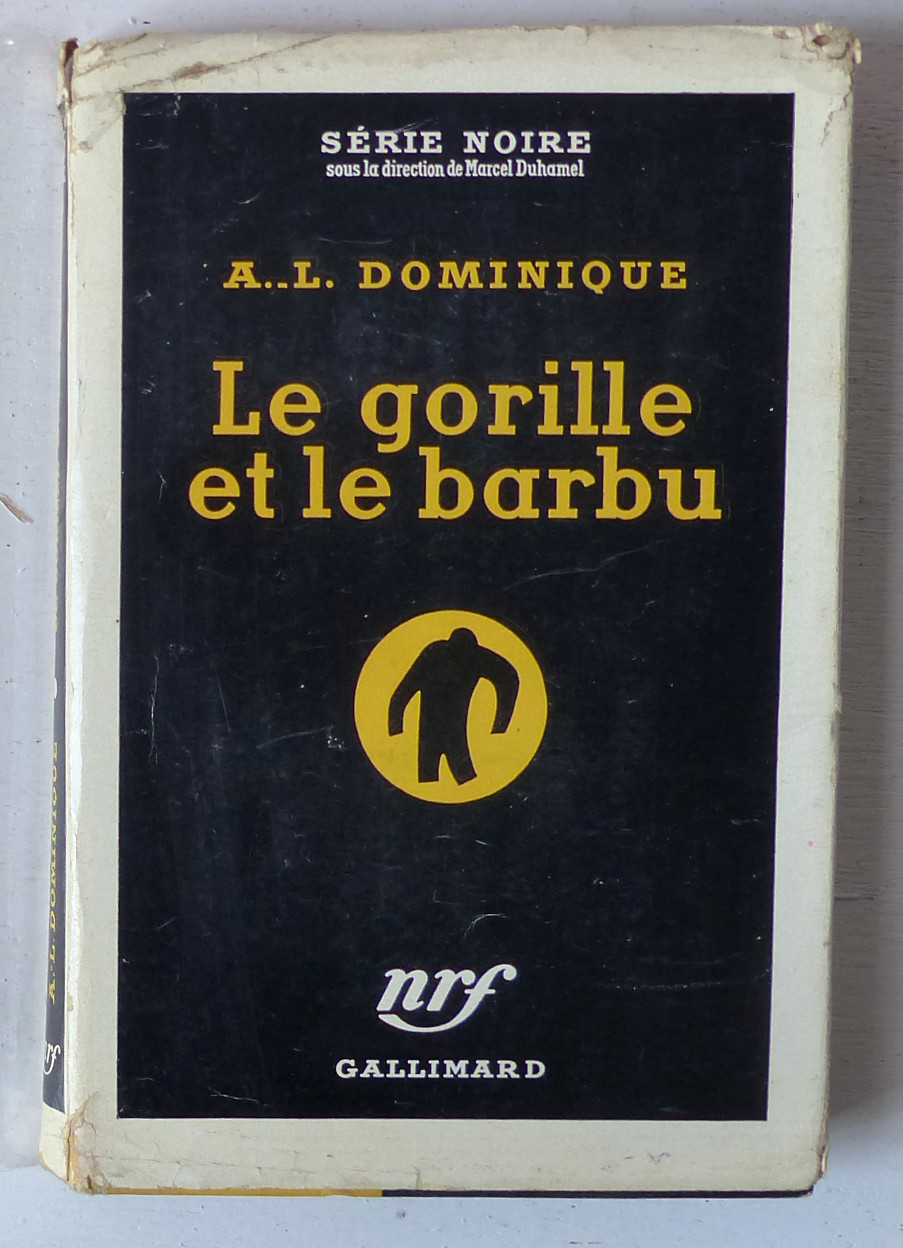 SÉRIE NOIRE
sous la direction de Marcel Duhamel
A.-L. DOMINIQUE
Le gorille
et le barbu
nrf
GALLIMARD
A.-L. DOMINIQUE